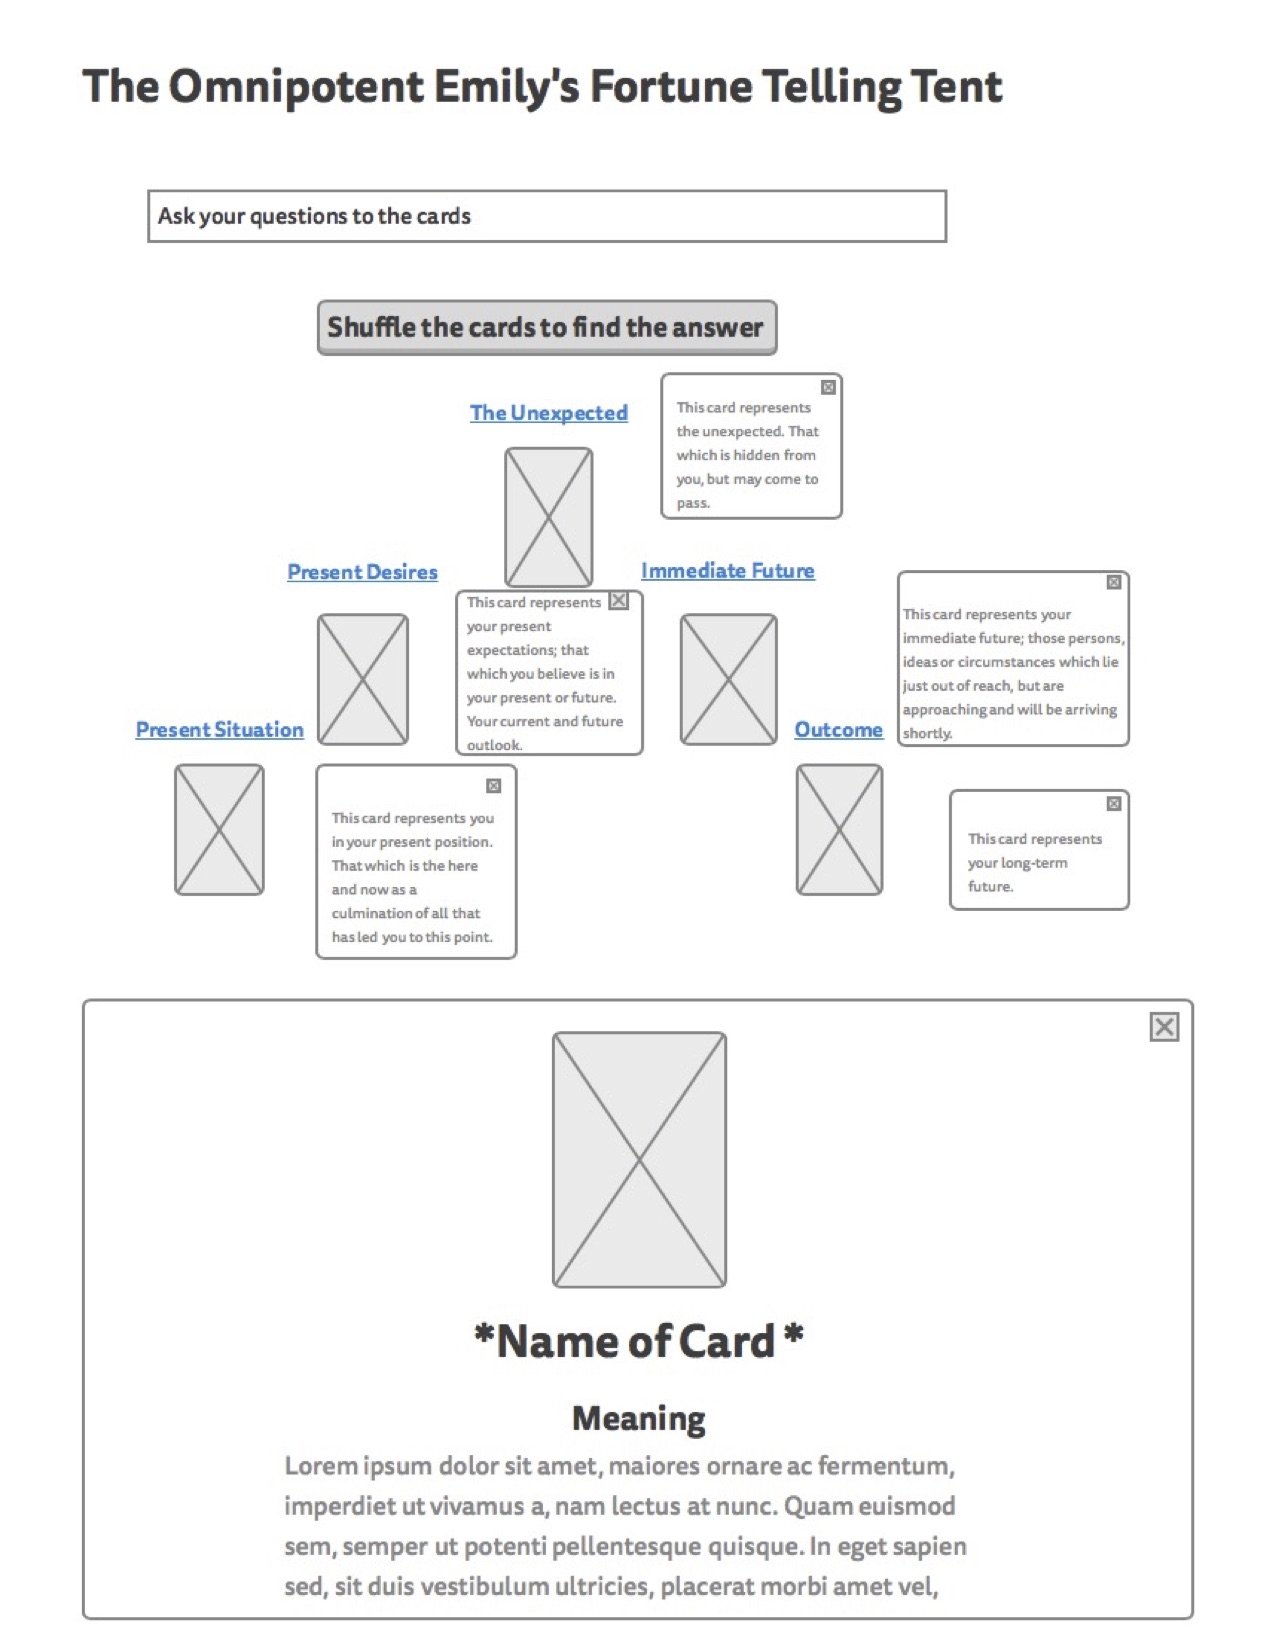 The Omnipotent Emily's Fortune Telling Tent
Ask your questions to the cards
Shuffle the cards to find the answer
The Unexpected
This card represents
the unexpected. That
which is hidden from
you, but may come to
pass.
Present Desires
This card represents
your present
expectations; that
which you believe is in
your present or future.
Your current and future
outlook.
Immediate Future
This card represents your
immediate future; those persons,
ideas or circumstances which lie
just out of reach, but are
approaching and will be arriving
shortly.
Present Situation
This card represents you
in your present position.
That which is the here
and now as a
culmination of all that
has led you to this point.
Outcome
This card represents
your long-term
future.
*Name of Card *
Meaning
Lorem ipsum dolor sit amet, maiores ornare ac fermentum,
imperdiet ut vivamus a, nam lectus at nunc. Quam euismod
sem, semper ut potenti pellentesque quisque. In eget sapien
sed, sit duis vestibulum ultricies, placerat morbi amet vel,